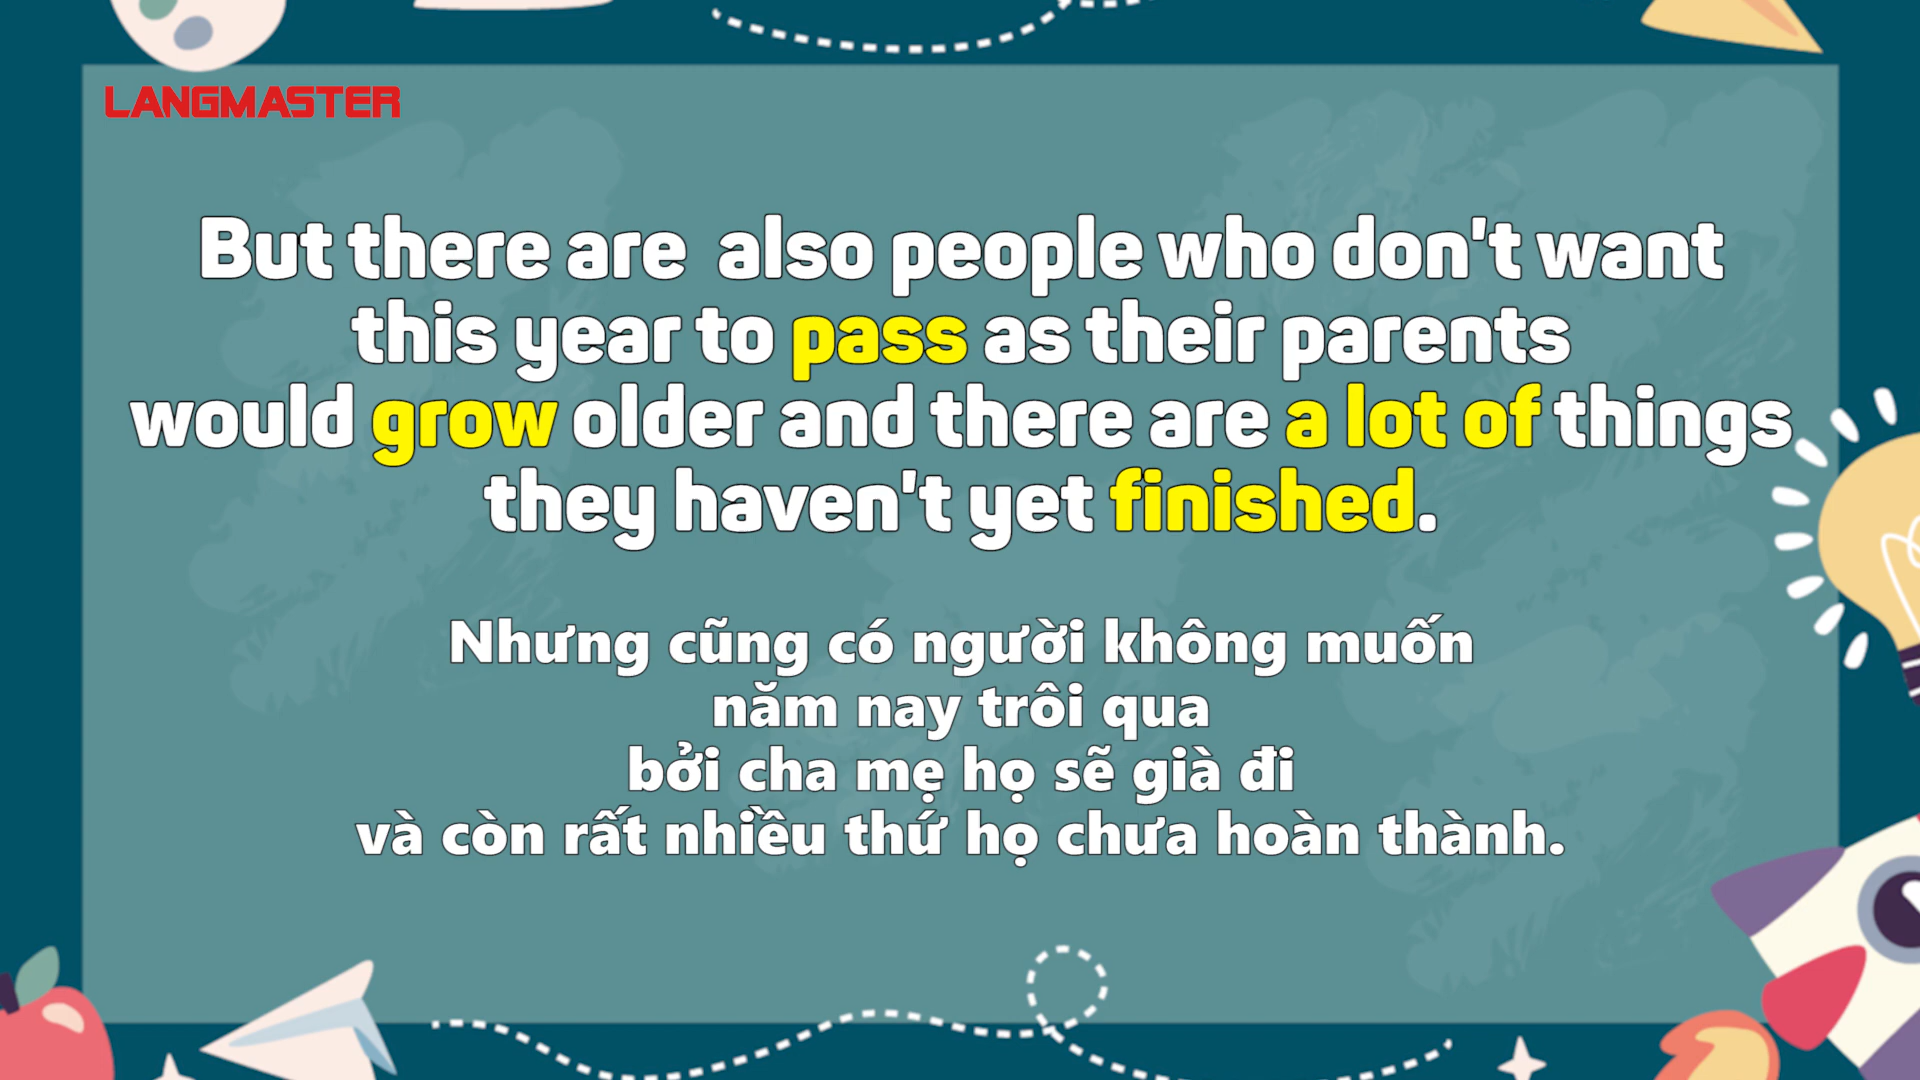 LANGMASTER
But there are also people who don't want
this year to pass as their parents
would grow older and there are a lot of things
they haven't yet finished.
Nhưng cũng có người không muốn
năm nay trôi qua
bởi cha mẹ họ sẽ già đi
và còn rất nhiều thứ họ chưa hoàn thành.